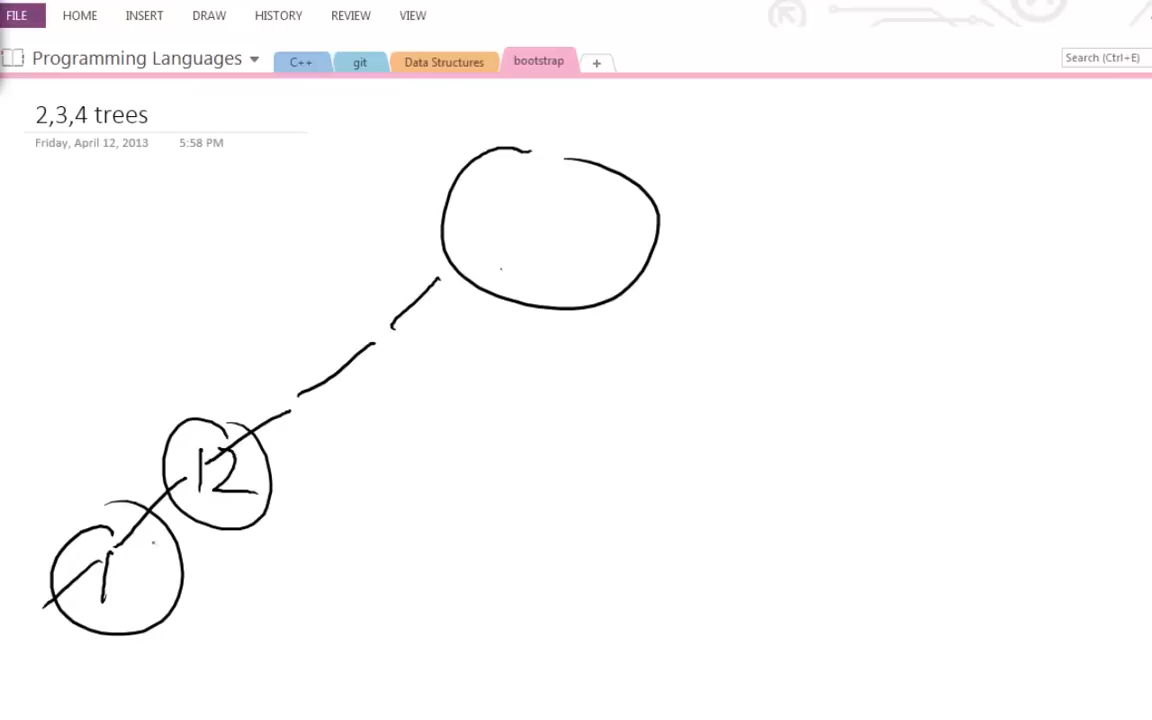 FILE HOME INSERT DRAW HISTORY REVIEW VIEW
Programming Languages C++ git Data Structures bootstrap + Search (Ctrl+E)
2,3,4 trees
Friday, April 12, 2013 5:58 PM
12
1